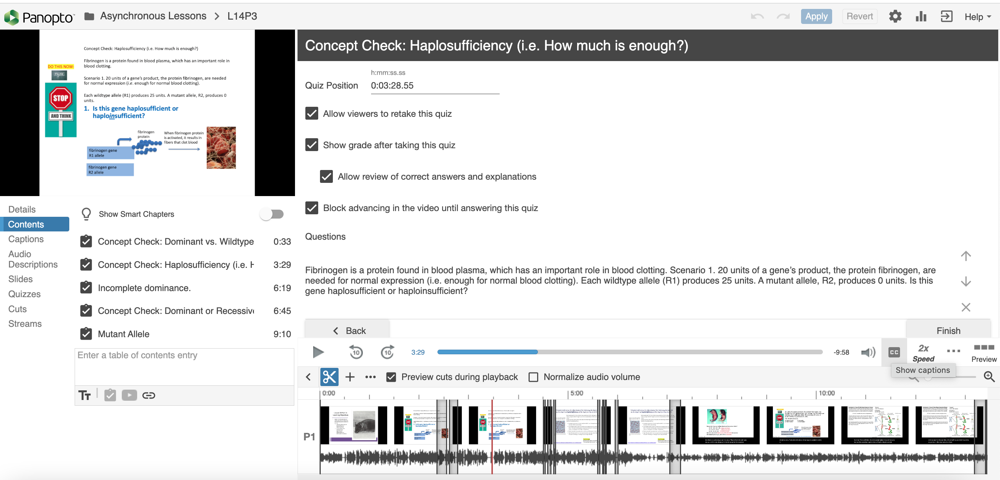 Panopto
Asynchronous Lessons > L14P3
Apply
Revert
Help
Concept Check: Haplosufficiency (i.e. How much is enough?)
Fibrinogen is a protein found in blood plasma, which has an important role in
blood clotting.
DO THIS NOW:
PAUSE
Scenario 1. 20 units of a gene's product, the protein fibrinogen, are needed
for normal expression (i.e. enough for normal blood clotting).
Each wildtype allele (R1) produces 25 units. A mutant allele, R2, produces 0
units.
STOP
AND THINK
1. Is this gene haplosufficient or
haploinsufficient?
fibrinogen
protein
When fibrinogen protein
is activated, it results in
fibers that clot blood
fibrinogen gene
R1 allele
fibrinogen gene
R2 allele
Details
Contents
Captions
Audio
Descriptions
Slides
Quizzes
Cuts
Streams
Show Smart Chapters
Concept Check: Dominant vs. Wildtype 0:33
Concept Check: Haplosufficiency (i.e. H 3:29
Incomplete dominance. 6:19
Concept Check: Dominant or Recessive 6:45
Mutant Allele 9:10
Enter a table of contents entry
Concept Check: Haplosufficiency (i.e. How much is enough?)
h:mm:ss.ss
Quiz Position 0:03:28.55
Allow viewers to retake this quiz
Show grade after taking this quiz
Allow review of correct answers and explanations
Block advancing in the video until answering this quiz
Questions
Fibrinogen is a protein found in blood plasma, which has an important role in blood clotting. Scenario 1. 20 units of a gene's product, the protein fibrinogen, are
needed for normal expression (i.e. enough for normal blood clotting). Each wildtype allele (R1) produces 25 units. A mutant allele, R2, produces 0 units. Is this
gene haplosufficient or haploinsufficient?
Back
Finish
10
10
3:29
-9:58
CC
2x
Speed
Preview
Show captions
Preview cuts during playback
Normalize audio volume
0:00
5:00
10:00
P1
Lesson 14 Part 3:
Learning Objectives